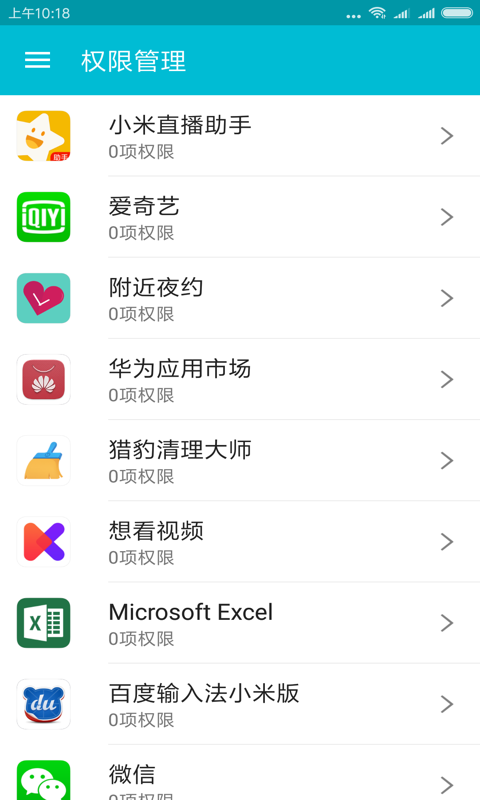 上午10:18
权限管理
小米直播助手
0项权限
助手
爱奇艺
0项权限
iQIYI
附近夜约
0项权限
华为应用市场
0项权限
猎豹清理大师
0项权限
想看视频
0项权限
Microsoft Excel
0项权限
X
百度输入法小米版
0项权限
du
微信
0项权限